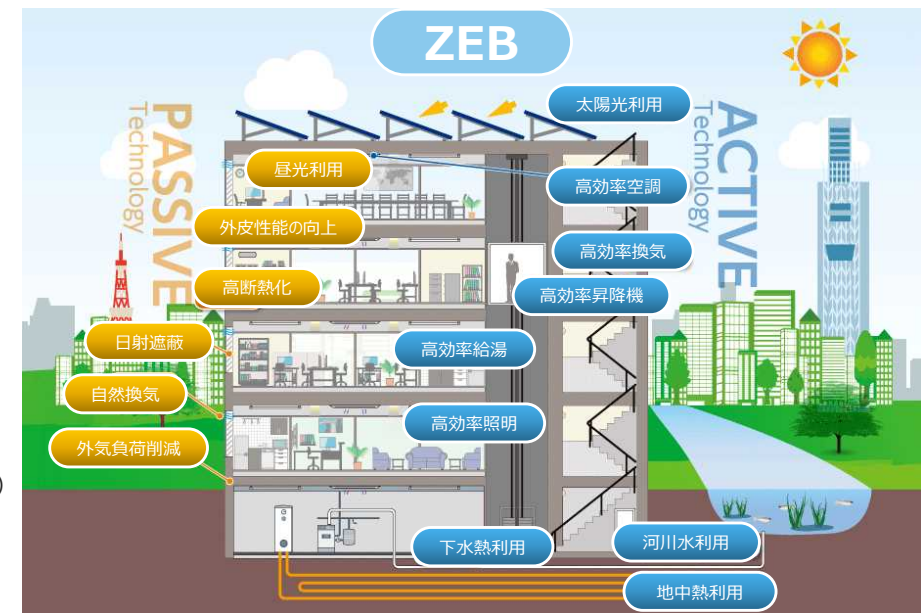 ZEB
PASSIVE
Technology
ACTIVE
Technology
太陽光利用
昼光利用
高効率空調
外皮性能の向上
高効率換気
高断熱化
高効率昇降機
日射遮蔽
高効率給湯
自然換気
高効率照明
外気負荷削減
)
下水熱利用
河川水利用
地中熱利用